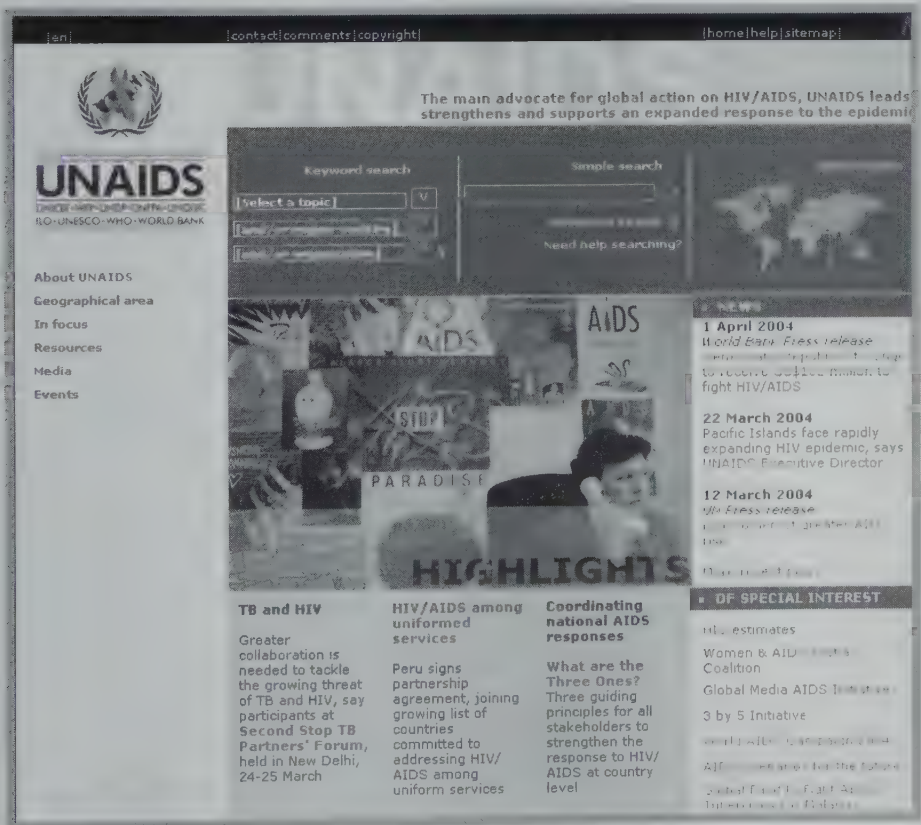 |en|
|contact|comments|copyright|
|home|help|sitemap|
The main advocate for global action on HIV/AIDS, UNAIDS leads
strengthens and supports an expanded response to the epidemi
UNAIDS
ILO·UNESCO·WHO·WORLD BANK
Keyword search
[Select a topic]
Simple search
Need help searching?
About UNAIDS
Geographical area
In focus
Resources
Media
Events
AIDS
STOP
PARADISE
AIDS
HIGHLIGHTS
NEWS
1 April 2004
World Bank Press release
fight HIV/AIDS
22 March 2004
Pacific Islands face rapidly
expanding HIV epidemic, says
UNAIDS Executive Director
12 March 2004
Press release
TB and HIV
Greater
collaboration is
needed to tackle
the growing threat
of TB and HIV, say
participants at
Second Stop TB
Partners' Forum,
held in New Delhi,
24-25 March
HIV/AIDS among
uniformed
services
Peru signs
partnership
agreement, joining
growing list of
countries
committed to
addressing HIV/
AIDS among
uniform services
Coordinating
national AIDS
responses
What are the
Three Ones?
Three guiding
principles for all
stakeholders to
strengthen the
response to HIV/
AIDS at country
level
OF SPECIAL INTEREST
estimates
Women &
Coalition
Global Media AIDS
3 by 5 Initiative
for the future